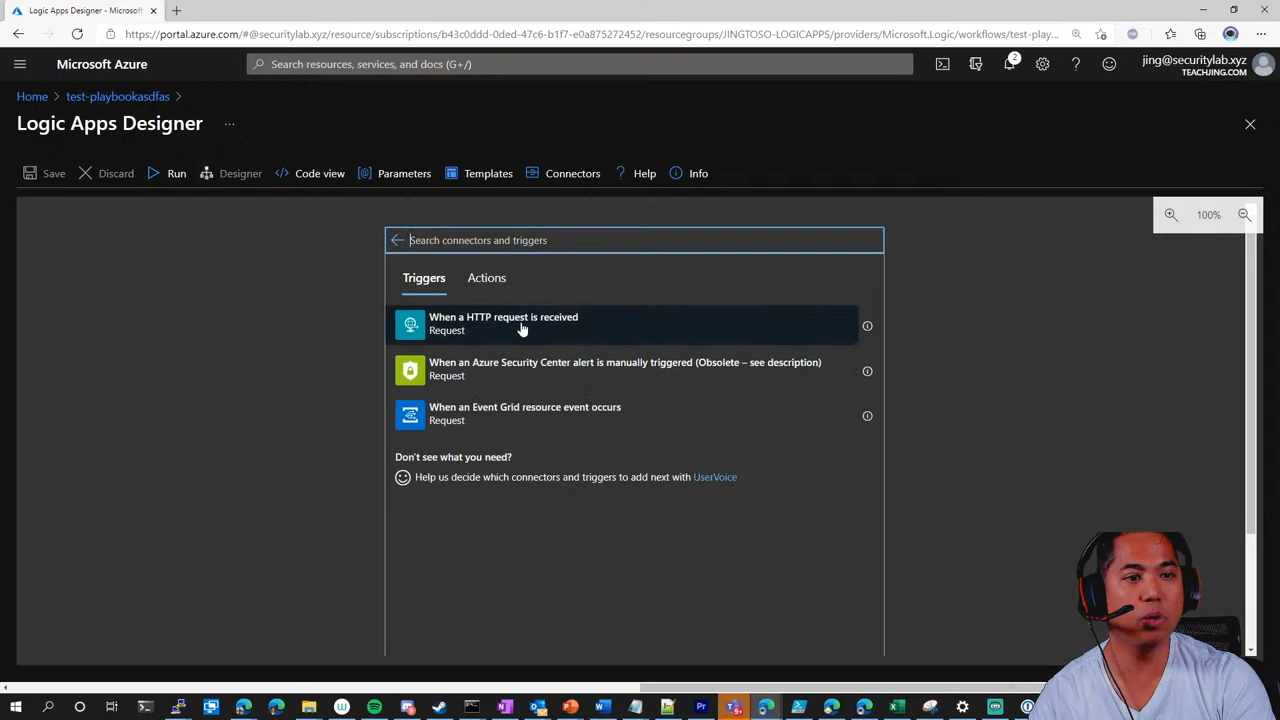 Logic Apps Designer - Microsoft
https://portal.azure.com/#@securitylab.xyz/resource/subscriptions/b43c0ddd-0ded-47c6-b1f7-e0a875272452/resourcegroups/JINGTOSO-LOGICAPPS/providers/Microsoft.Logic/workflows/test-play...
Microsoft Azure
Search resources, services, and docs (G+/)
2
jing@securitylab.xyz
TEACHJING.COM
Home > test-playbookasdfas >
Logic Apps Designer ...
Save
Discard
Run
Designer
Code view
Parameters
Templates
Connectors
Help
Info
100%
Search connectors and triggers
Triggers
Actions
When a HTTP request is received
Request
When an Azure Security Center alert is manually triggered (Obsolete – see description)
Request
When an Event Grid resource event occurs
Request
Don't see what you need?
Help us decide which connectors and triggers to add next with UserVoice